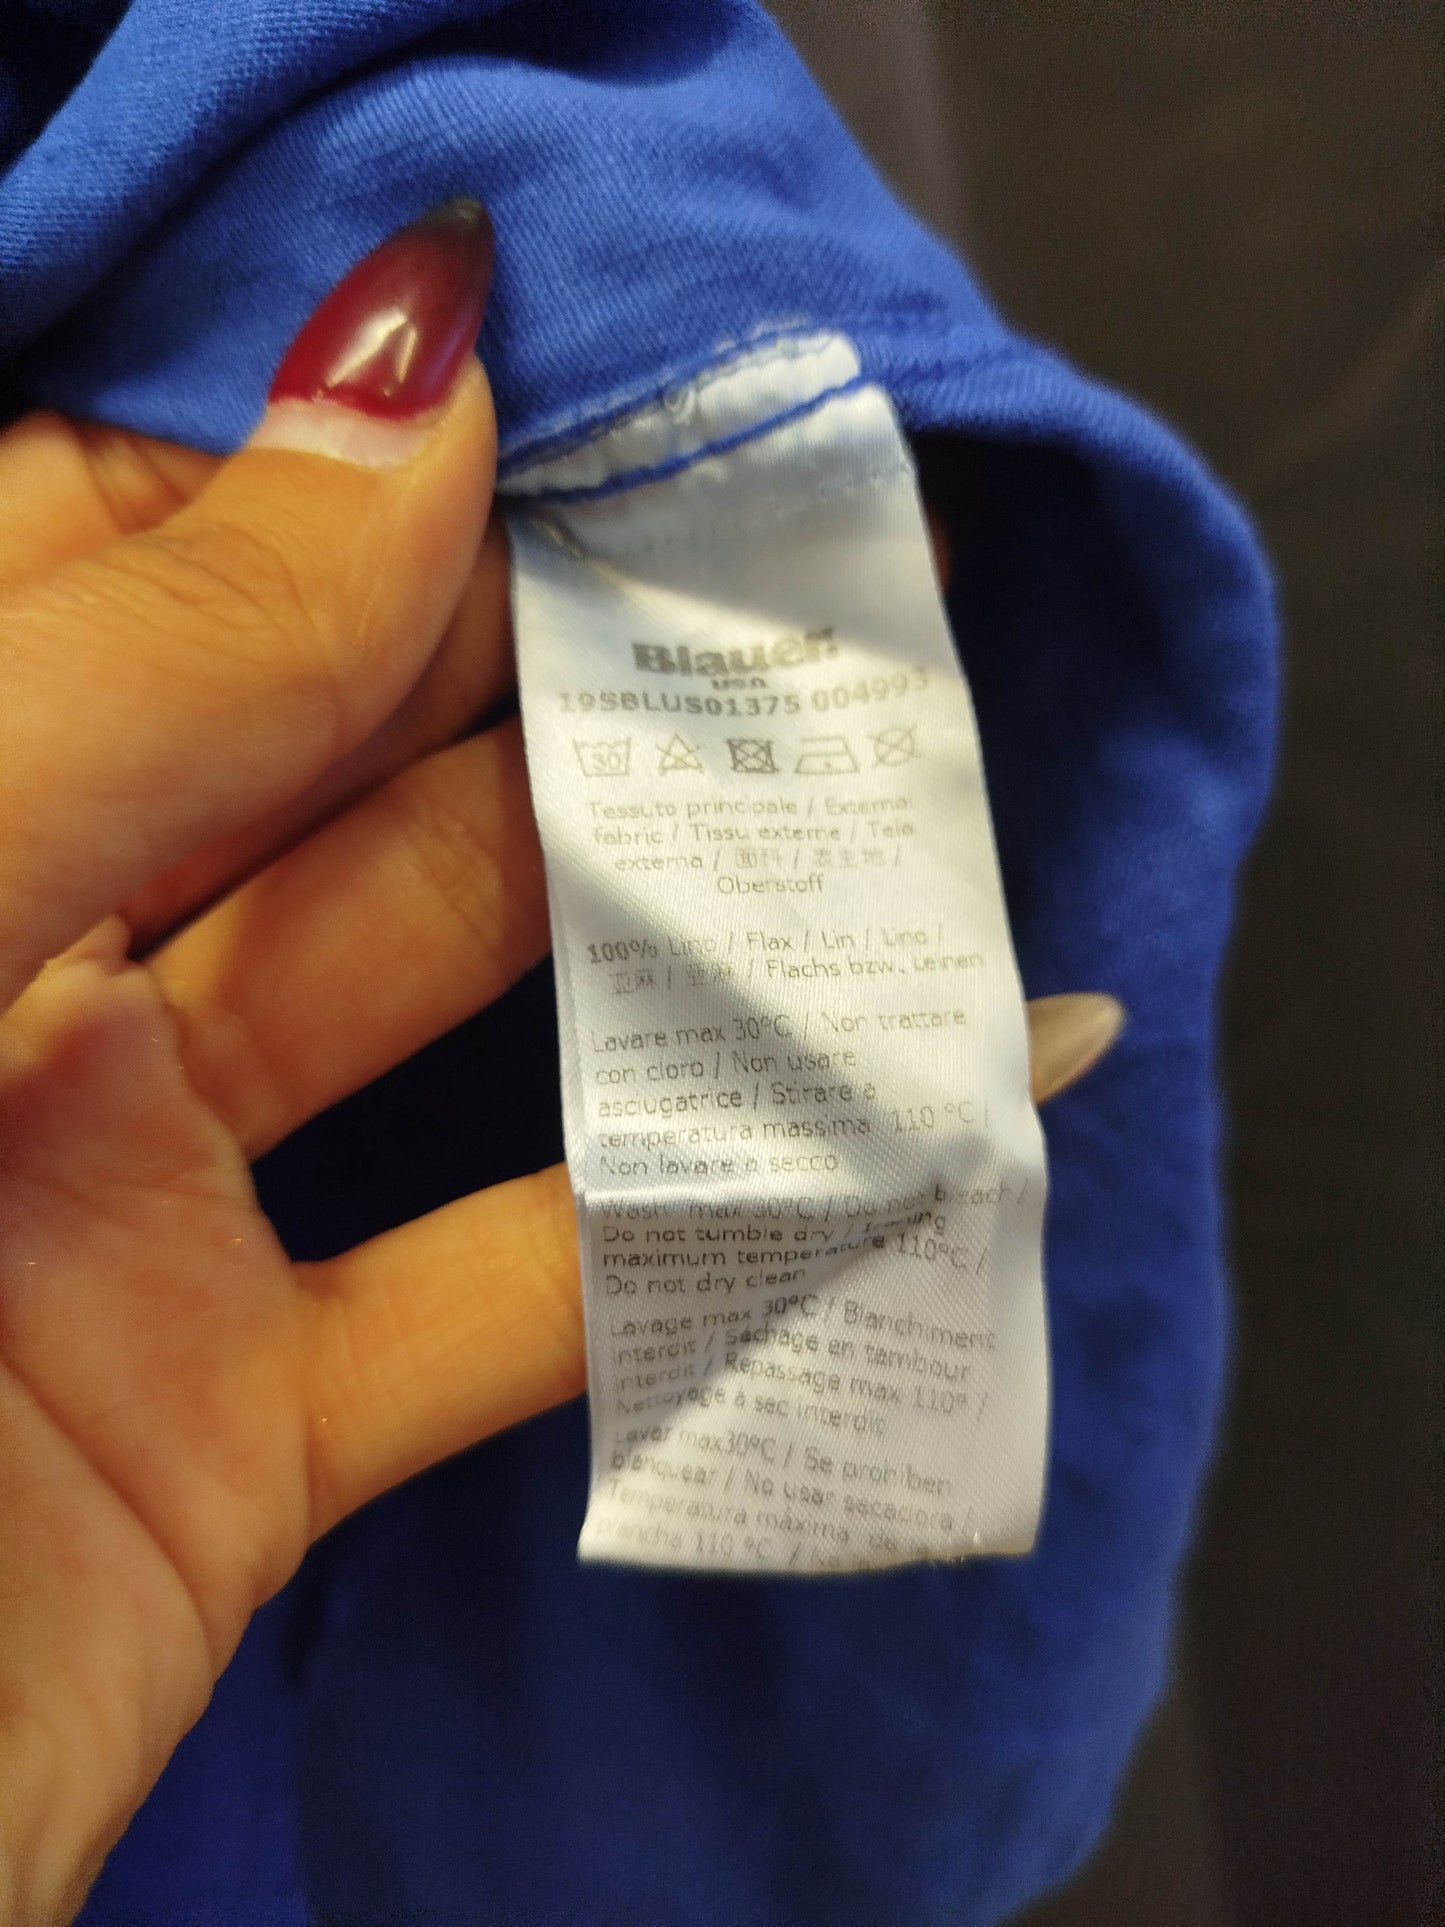 Blauer.
USA
19SBLUS01375 004993
30
Tessuto principale / External
fabric / Tissu externe / Tela
externa / 面料 / 表生地 /
Oberstoff
100% Lino / Flax / Lin / Lino /
亚麻 / 亜麻 / Flachs bzw. Leinen
Lavare max 30°C / Non trattare
con cloro / Non usare
asciugatrice / Stirare a
temperatura massima 110 °C /
Non lavare a secco
Wash max 30°C / Do not bleach /
Do not tumble dry / Ironing
maximum temperature 110°C /
Do not dry clean
Lavage max 30°C / Blanchiment
interdit / Séchage en tambour
interdit / Repassage max 110° /
Nettoyage à sec interdit
Lavar max30°C / Se prohiben
blanquear / No usar secadora /
Temperatura màxima de
plancha 110 °C / No